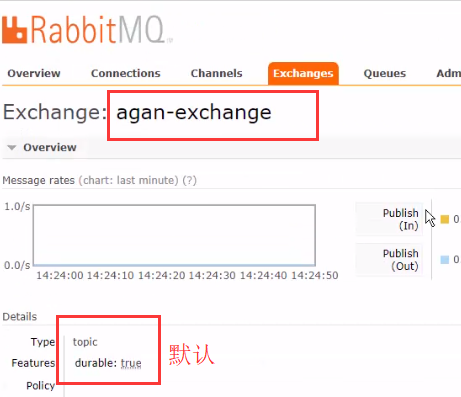 RabbitMQ
Overview Connections Channels Exchanges Queues Adm
Exchange: agan-exchange
Overview
Message rates (chart: last minute) (?)
1.0/s
0.0/s
14:24:00 14:24:10 14:24:20 14:24:30 14:24:40 14:24:50
Publish
(In)
0.
Publish
(Out)
0.
Details
Type topic
Features durable: true
默认
Policy